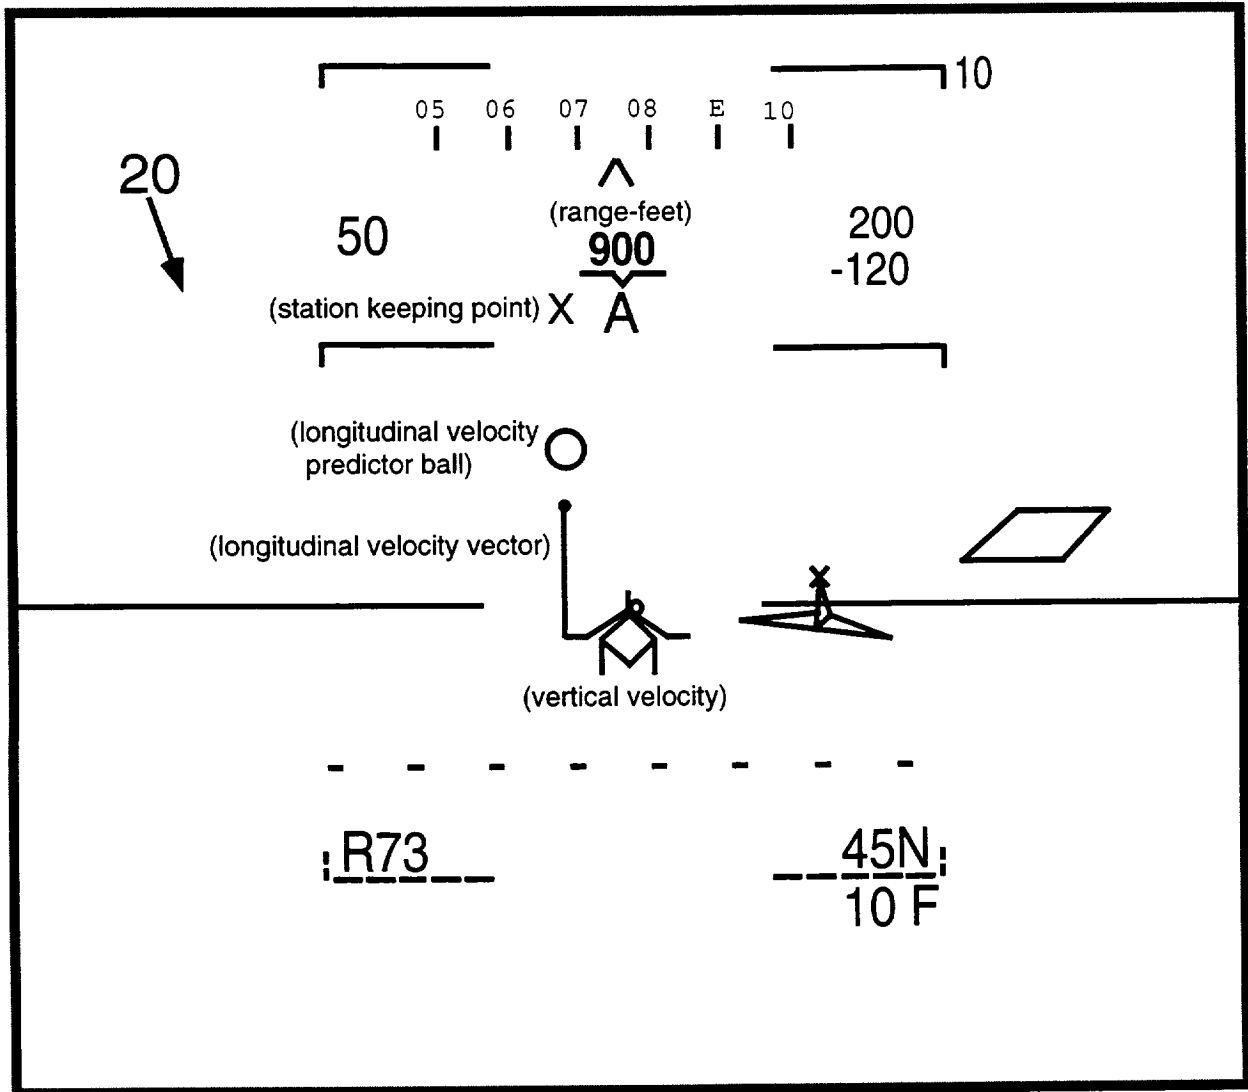 10
05 06 07 08 E 10
20
(range-feet)
50
900
200
-120
(station keeping point) X A
(longitudinal velocity
predictor ball)
(longitudinal velocity vector)
(vertical velocity)
R73
45N
10 F